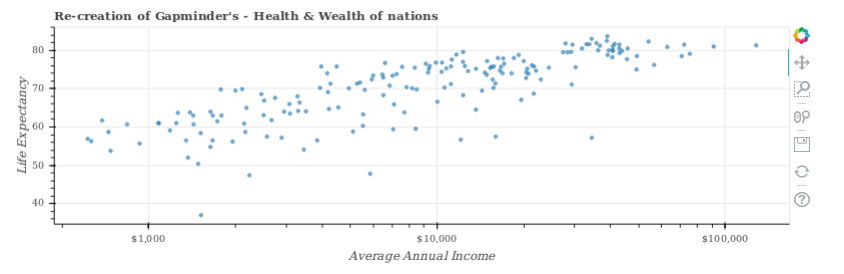 Re-creation of Gapminder's - Health & Wealth of nations
80
70
60
50
40
Life Expectancy
$1,000
$10,000
$100,000
Average Annual Income